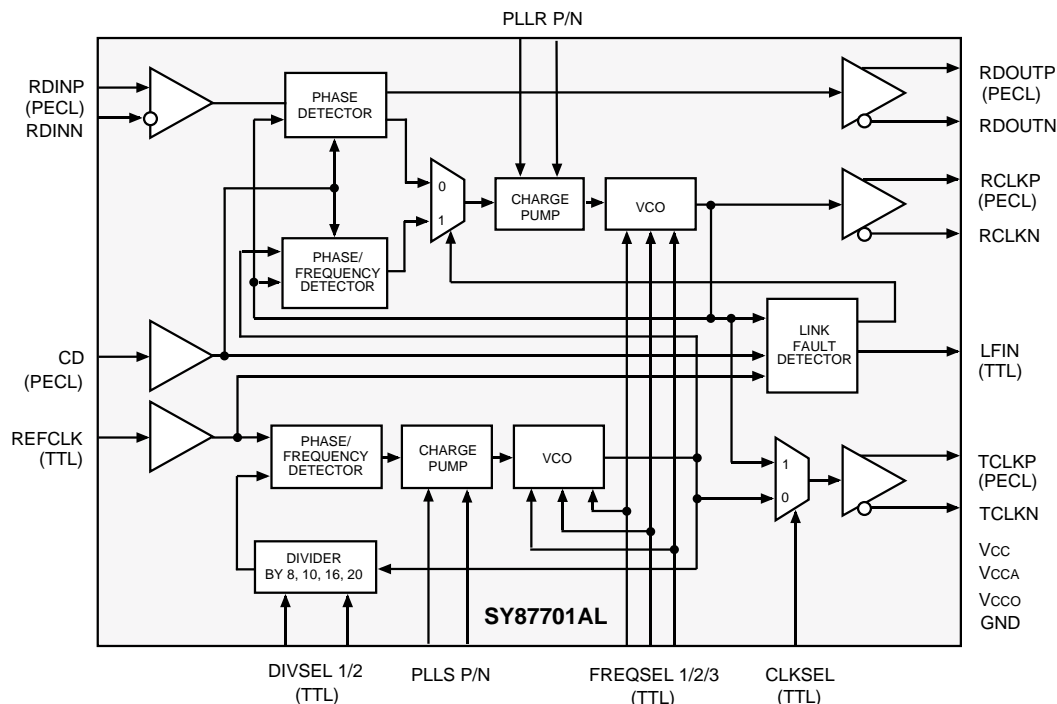 PLLR P/N
RDINP
(PECL)
RDINN
PHASE
DETECTOR
RDOUTP
(PECL)
RDOUTN
0
1
CHARGE
PUMP
VCO
RCLKP
(PECL)
RCLKN
PHASE/
FREQUENCY
DETECTOR
LINK
FAULT
DETECTOR
CD
(PECL)
LFIN
(TTL)
REFCLK
(TTL)
PHASE/
FREQUENCY
DETECTOR
CHARGE
PUMP
VCO
1
0
TCLKP
(PECL)
TCLKN
DIVIDER
BY 8, 10, 16, 20
VCC
VCCA
VCCO
GND
SY87701AL
DIVSEL 1/2
(TTL)
PLLS P/N
FREQSEL 1/2/3
(TTL)
CLKSEL
(TTL)